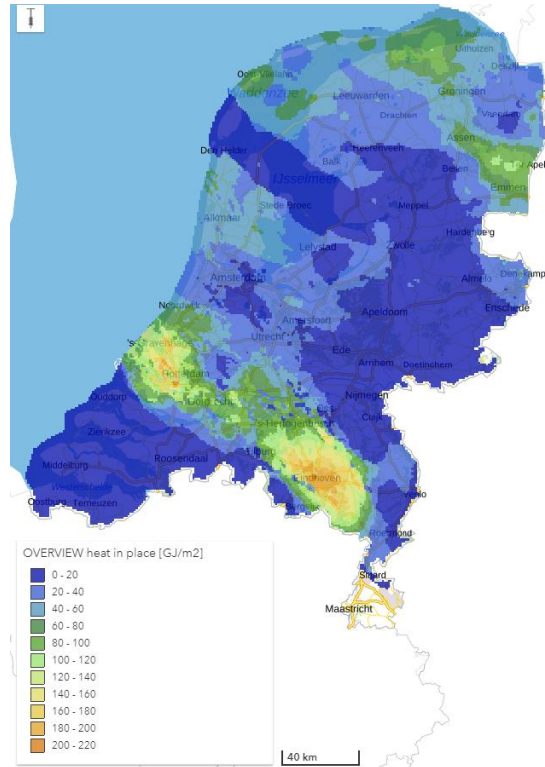 Uithuizen
Oost-Vlieland
Waddenzee
Leeuwarden
Groningen
Drachten
Assen
Den Helder
Heerenveen
Balk
Beilen
IJsselmeer
Emmen
Stede Broec
Meppel
Alkmaar
Hardenberg
Lelystad
Zwolle
Denekamp
Amsterdam
Almelo
Noordwijk
Enschede
Amersfoort
Apeldoorn
's-Gravenhage
Utrecht
Ede
Arnhem
Doetinchem
Rotterdam
Nijmegen
Ouddorp
Cuijk
's-Hertogenbosch
Zierikzee
Middelburg
Roosendaal
Eindhoven
Venlo
Oostburg
Terneuzen
Bergeijk
Roermond
OVERVIEW heat in place [GJ/m2]
0 - 20
20 - 40
40 - 60
60 - 80
80 - 100
100 - 120
120 - 140
140 - 160
160 - 180
180 - 200
200 - 220
Sittard
Maastricht
40 km